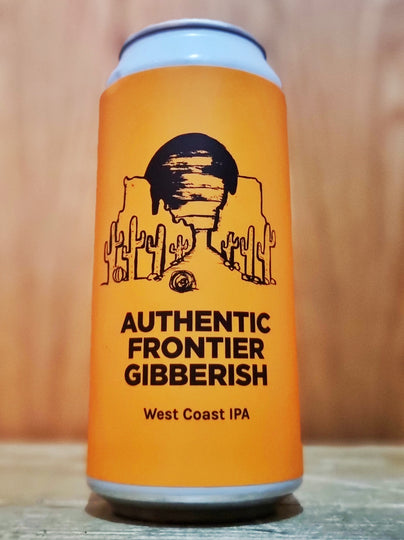 AUTHENTIC
FRONTIER
GIBBERISH
West Coast IPA